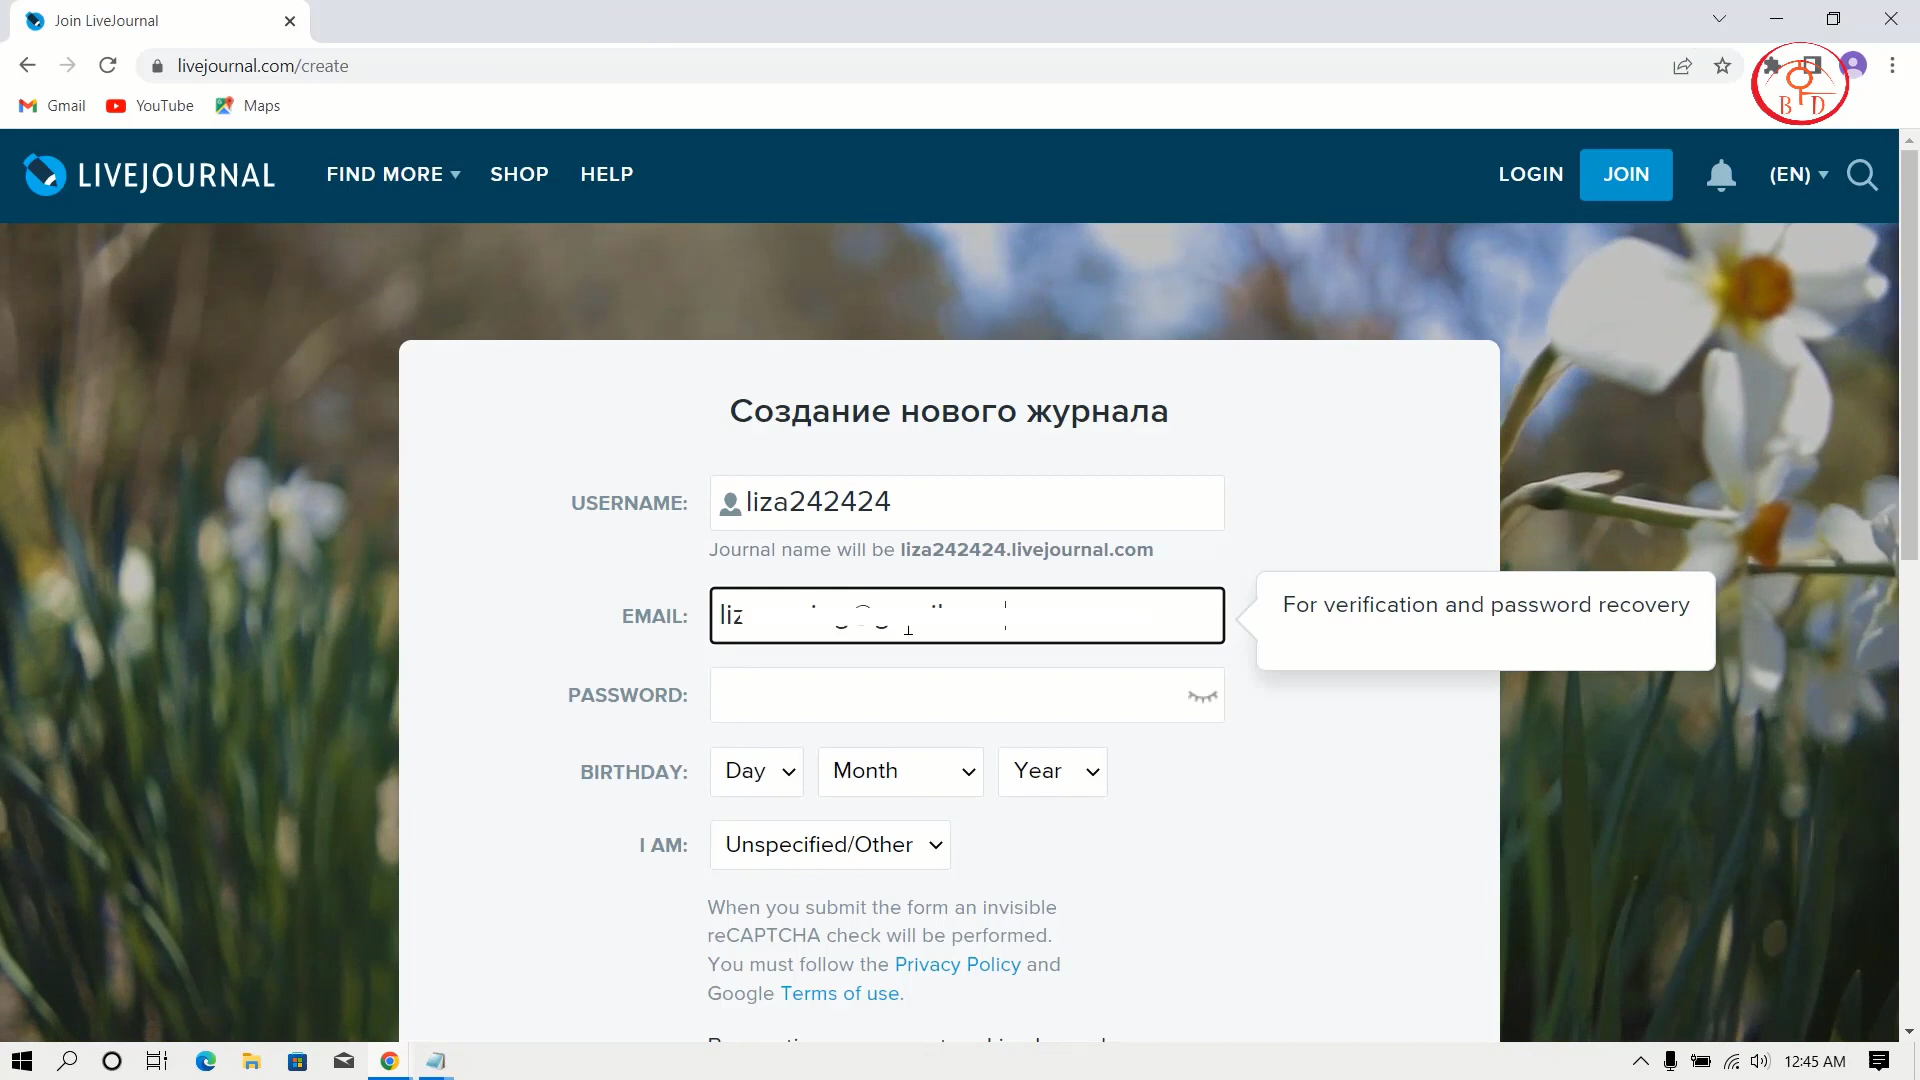 Join LiveJournal
livejournal.com/create
Gmail YouTube Maps
B D
LIVEJOURNAL FIND MORE SHOP HELP LOGIN JOIN (EN)
Создание нового журнала
USERNAME: liza242424
Journal name will be liza242424.livejournal.com
EMAIL: liz
For verification and password recovery
PASSWORD:
BIRTHDAY: Day Month Year
I AM: Unspecified/Other
When you submit the form an invisible
reCAPTCHA check will be performed.
You must follow the Privacy Policy and
Google Terms of use.
12:45 AM